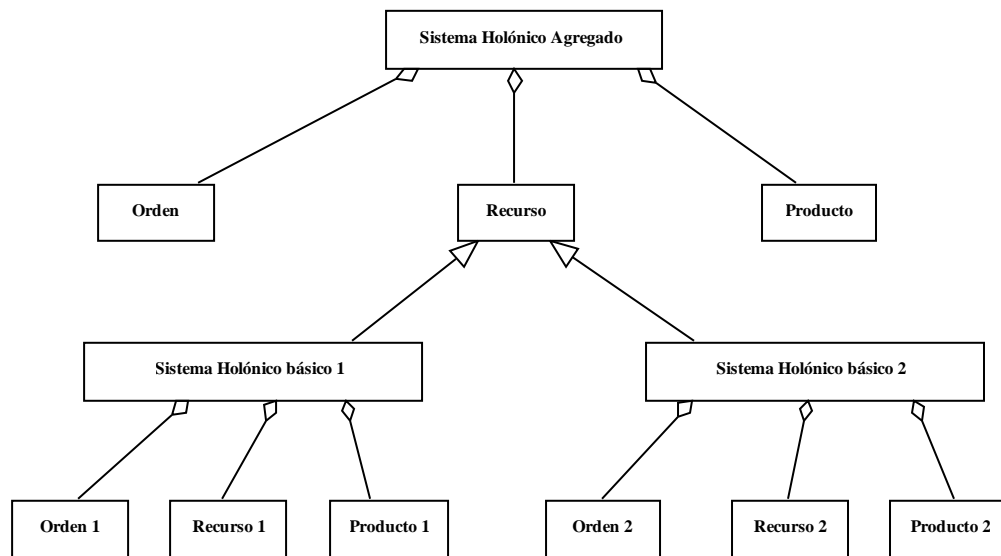 Sistema Holónico Agregado
Orden
Recurso
Producto
Sistema Holónico básico 1
Sistema Holónico básico 2
Orden 1
Recurso 1
Producto 1
Orden 2
Recurso 2
Producto 2